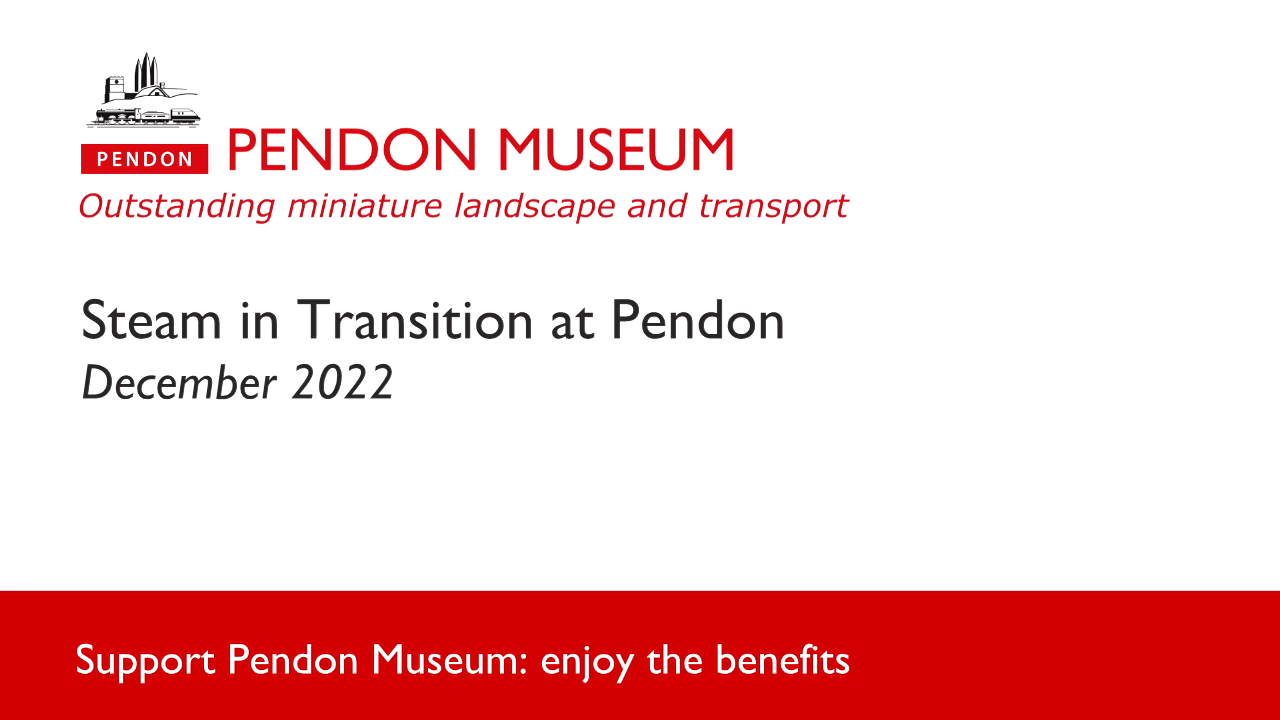 PENDON
PENDON MUSEUM
Outstanding miniature landscape and transport
Steam in Transition at Pendon
December 2022
Support Pendon Museum: enjoy the benefits